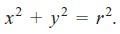 x² + y² = r².